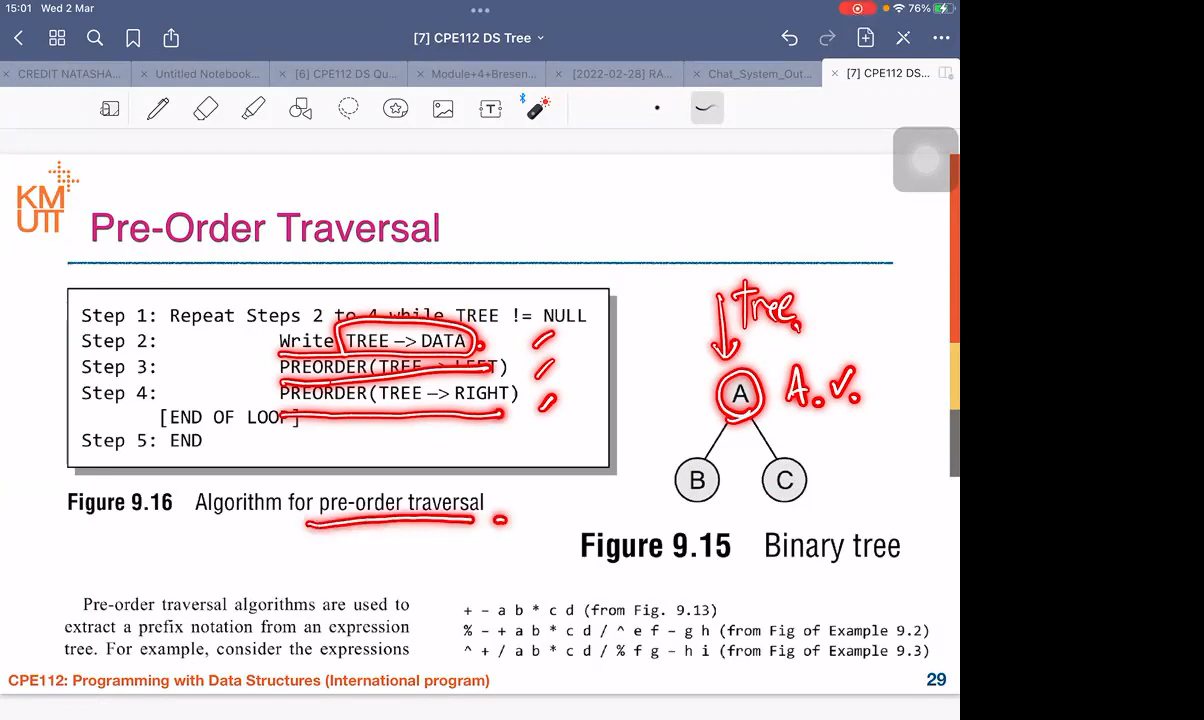 15:01 Wed 2 Mar
76%
[7] CPE112 DS Tree
CREDIT NATASHA...
Untitled Notebook...
[6] CPE112 DS Qu...
Module+4+Bresen...
[2022-02-28] RA...
Chat_System_Out...
[7] CPE112 DS...
KM
UTT
Pre-Order Traversal
Step 1: Repeat Steps 2 to 4 while TREE != NULL
Step 2: Write TREE -> DATA
Step 3: PREORDER(TREE -> LEFT)
Step 4: PREORDER(TREE -> RIGHT)
[END OF LOOP]
Step 5: END
Figure 9.16 Algorithm for pre-order traversal
Tree,
A
A. ✓.
B
C
Figure 9.15 Binary tree
Pre-order traversal algorithms are used to
extract a prefix notation from an expression
tree. For example, consider the expressions
+ – a b * c d (from Fig. 9.13)
% – + a b * c d / ^ e f – g h (from Fig of Example 9.2)
^ + / a b * c d / % f g – h i (from Fig of Example 9.3)
CPE112: Programming with Data Structures (International program)
29